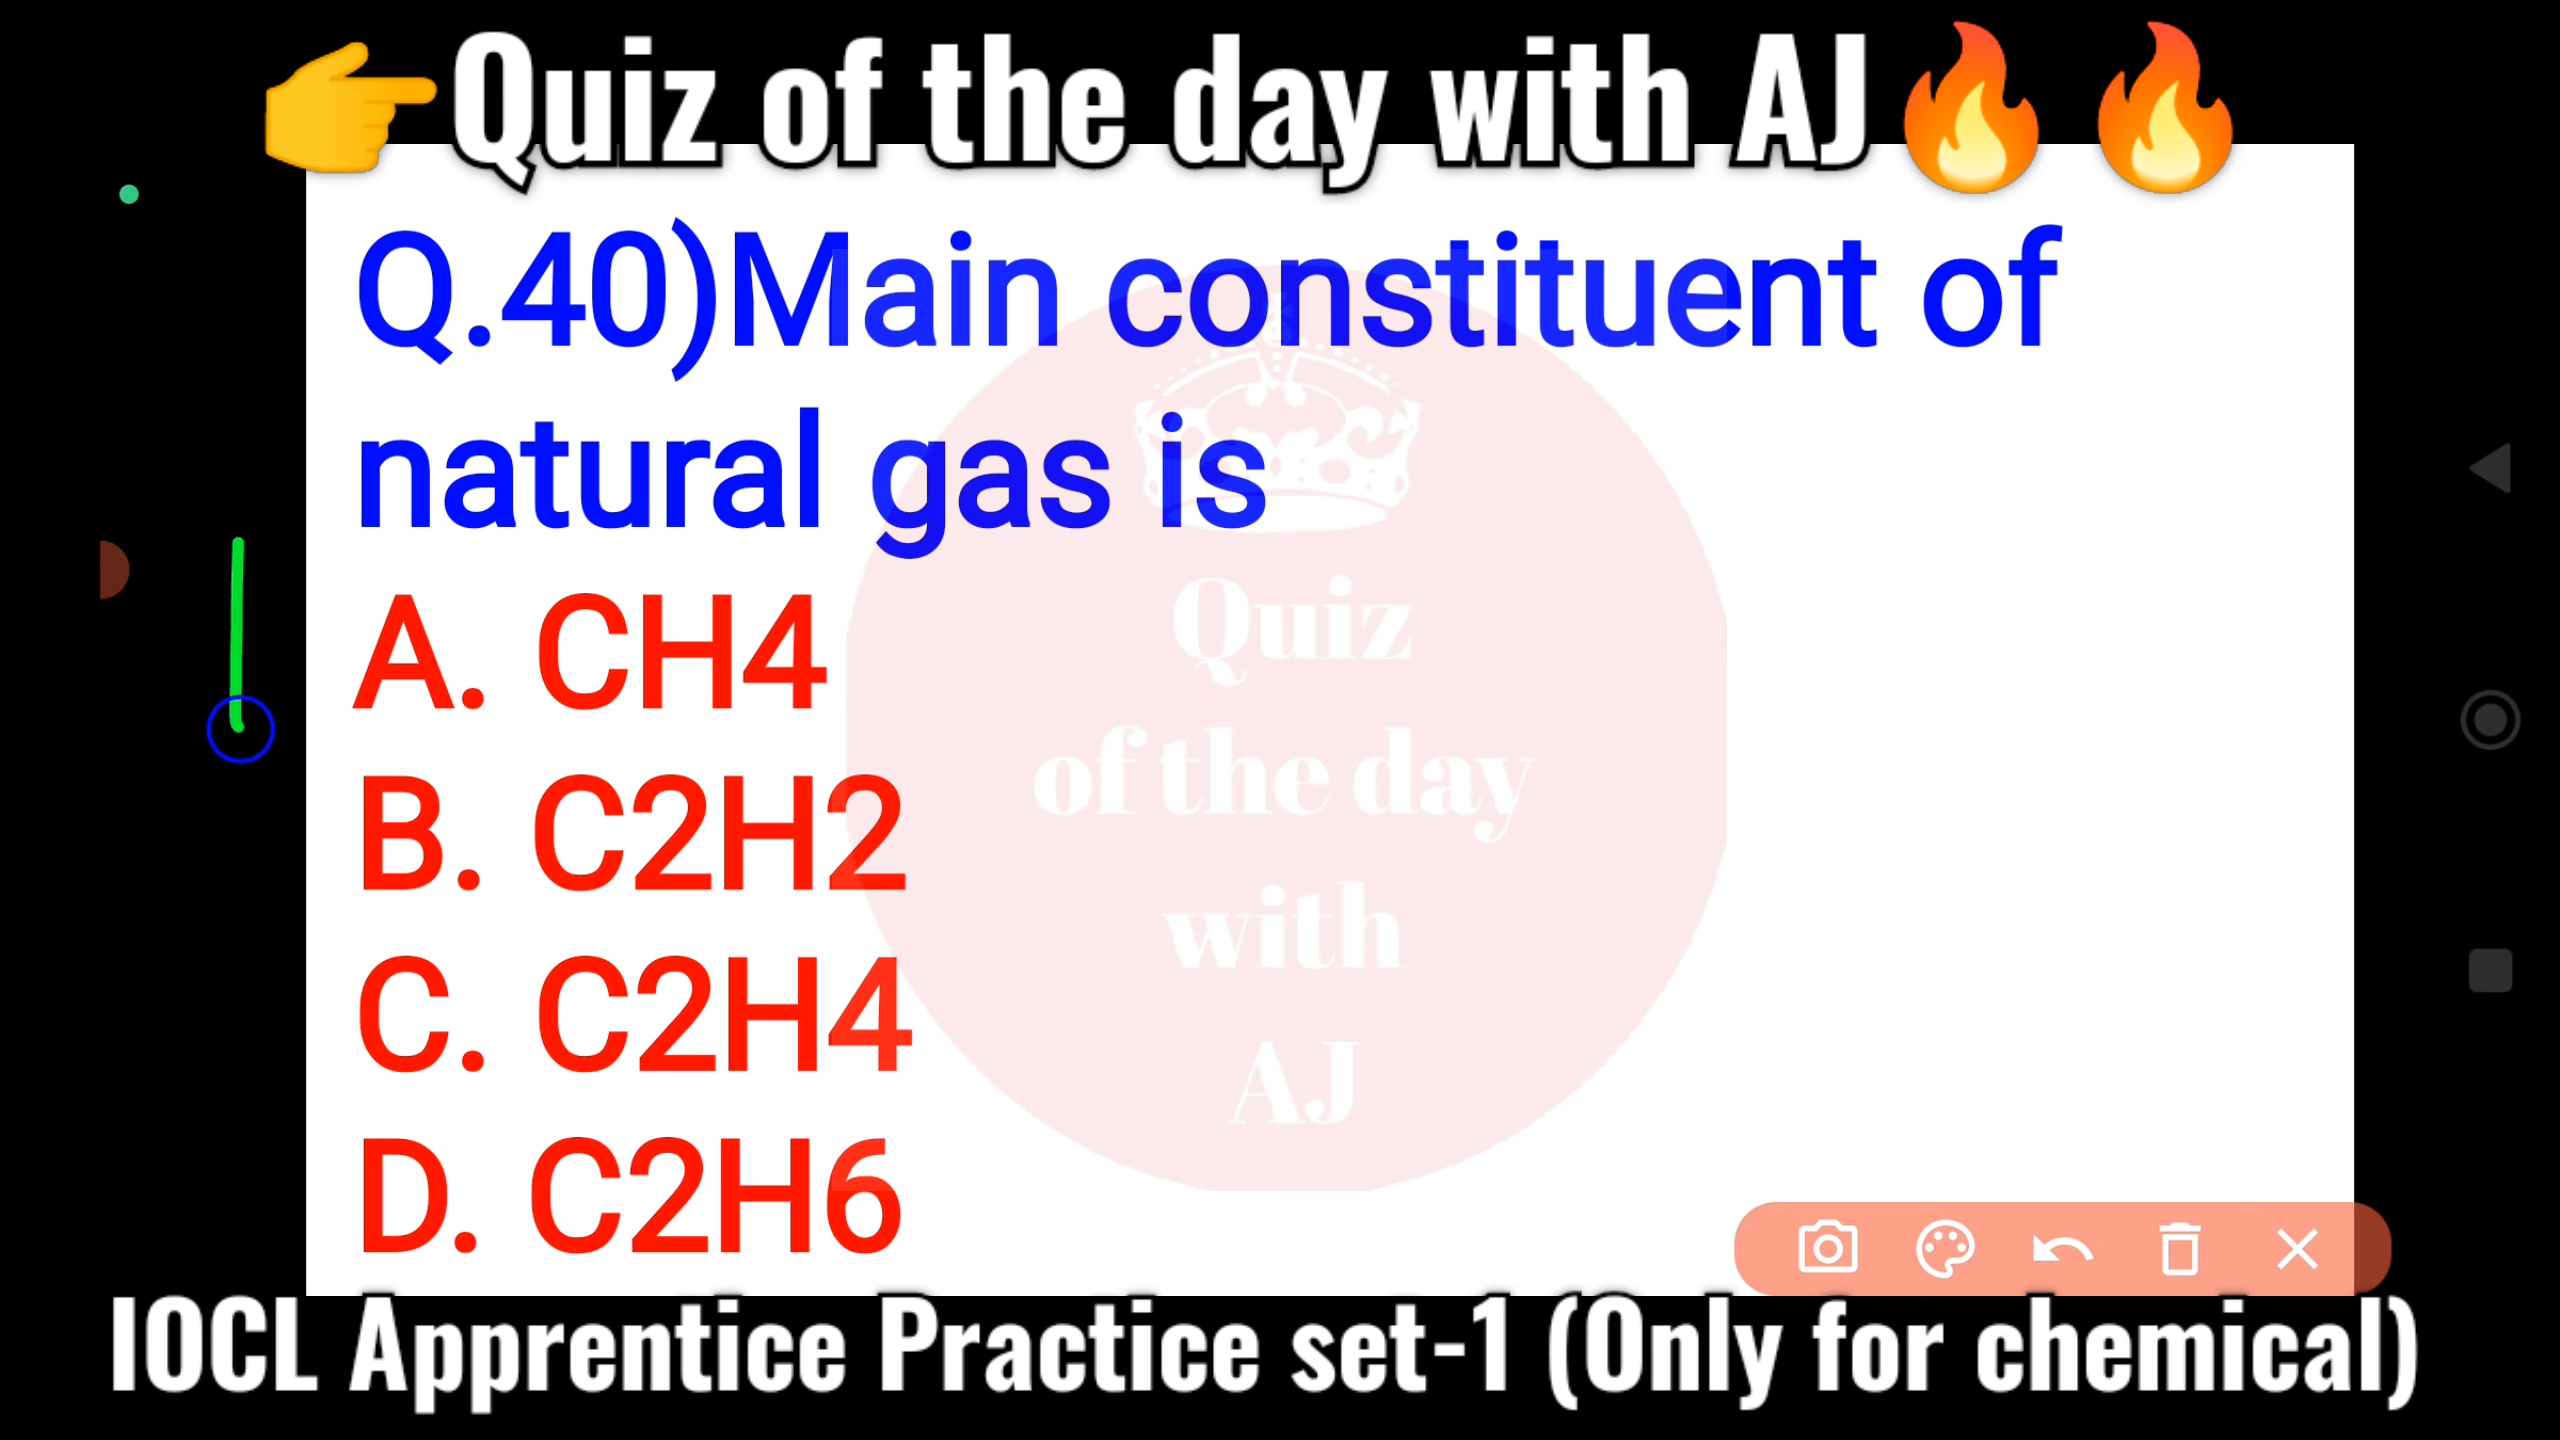 👉Quiz of the day with AJ🔥🔥
Q.40)Main constituent of
natural gas is
A. CH4
B. C2H2
C. C2H4
D. C2H6
Quiz
of the day
with
AJ
IOCL Apprentice Practice set-1 (Only for chemical)